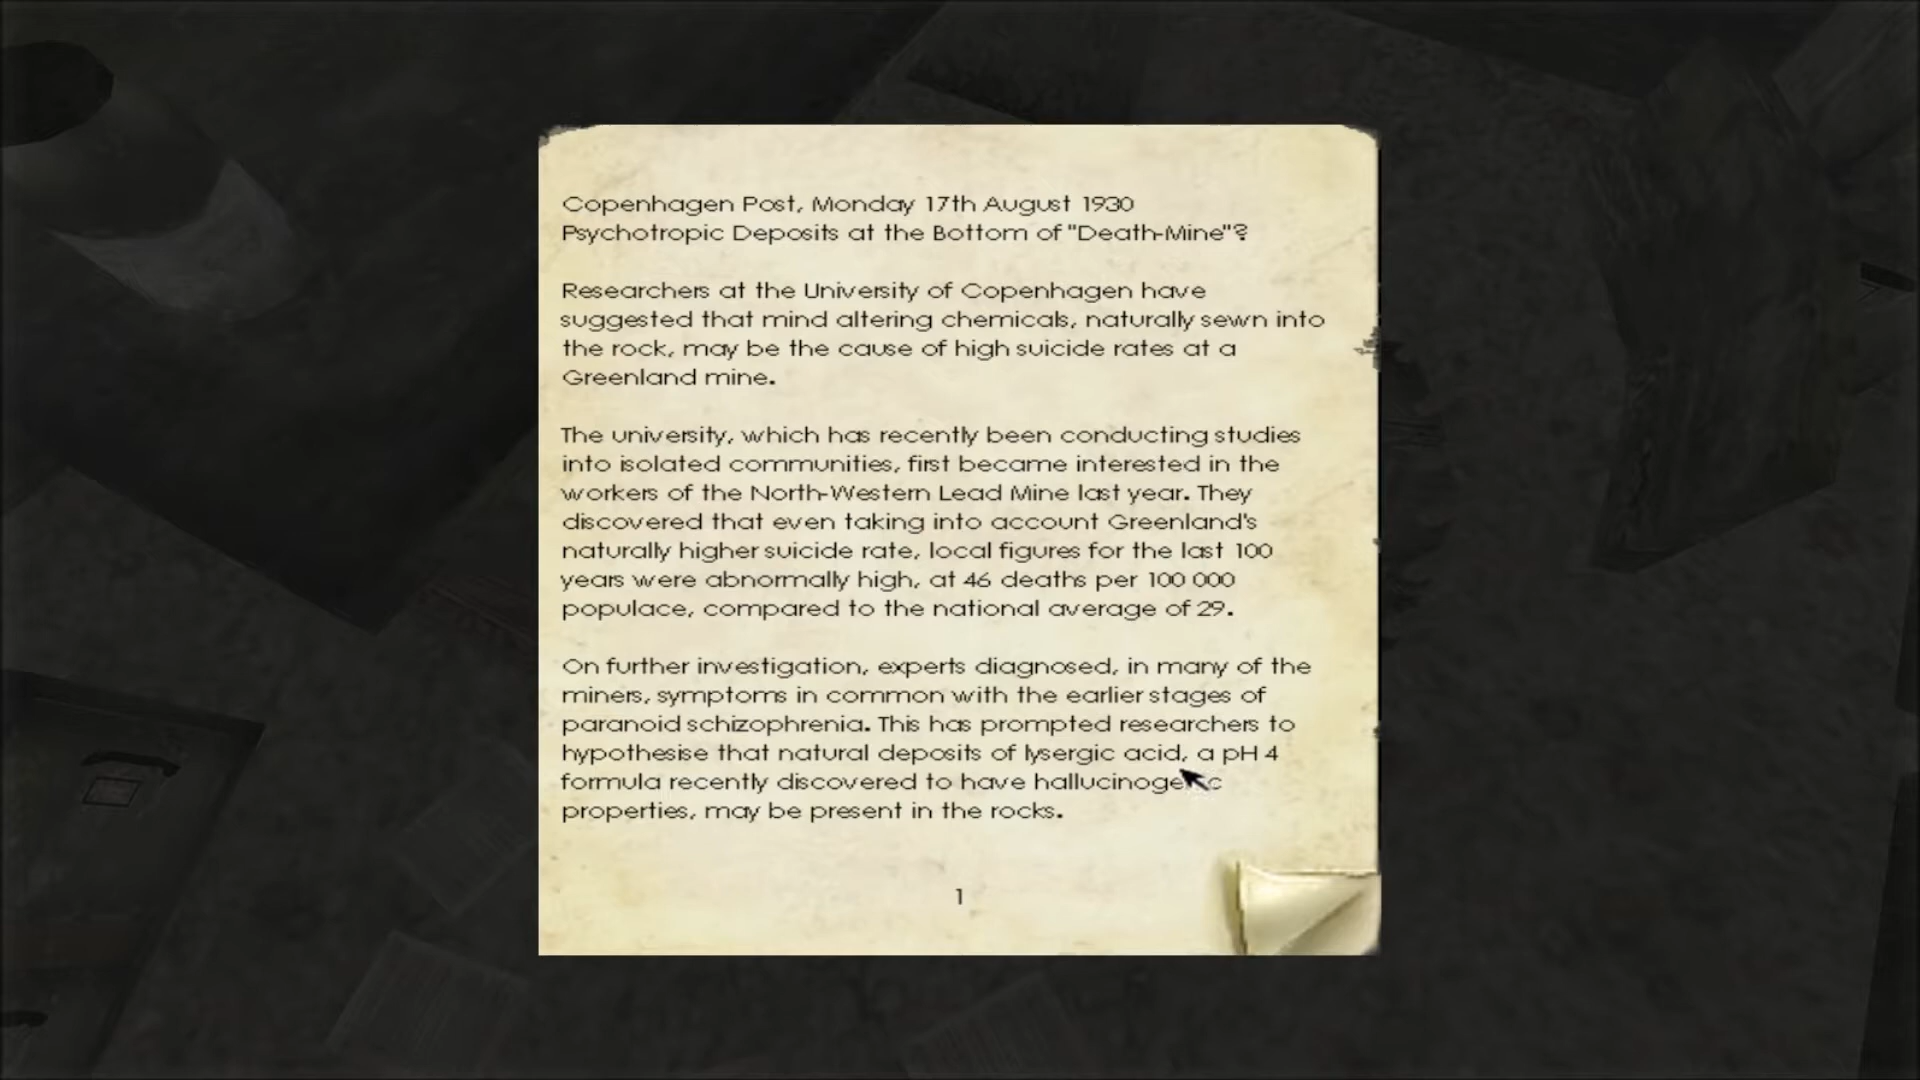 Copenhagen Post, Monday 17th August 1930
Psychotropic Deposits at the Bottom of "Death-Mine"?
Researchers at the University of Copenhagen have
suggested that mind altering chemicals, naturally sewn into
the rock, may be the cause of high suicide rates at a
Greenland mine.
The university, which has recently been conducting studies
into isolated communities, first became interested in the
workers of the North-Western Lead Mine last year. They
discovered that even taking into account Greenland's
naturally higher suicide rate, local figures for the last 100
years were abnormally high, at 46 deaths per 100 000
populace, compared to the national average of 29.
On further investigation, experts diagnosed, in many of the
miners, symptoms in common with the earlier stages of
paranoid schizophrenia. This has prompted researchers to
hypothesise that natural deposits of lysergic acid, a pH 4
formula recently discovered to have hallucinogenic
properties, may be present in the rocks.
1